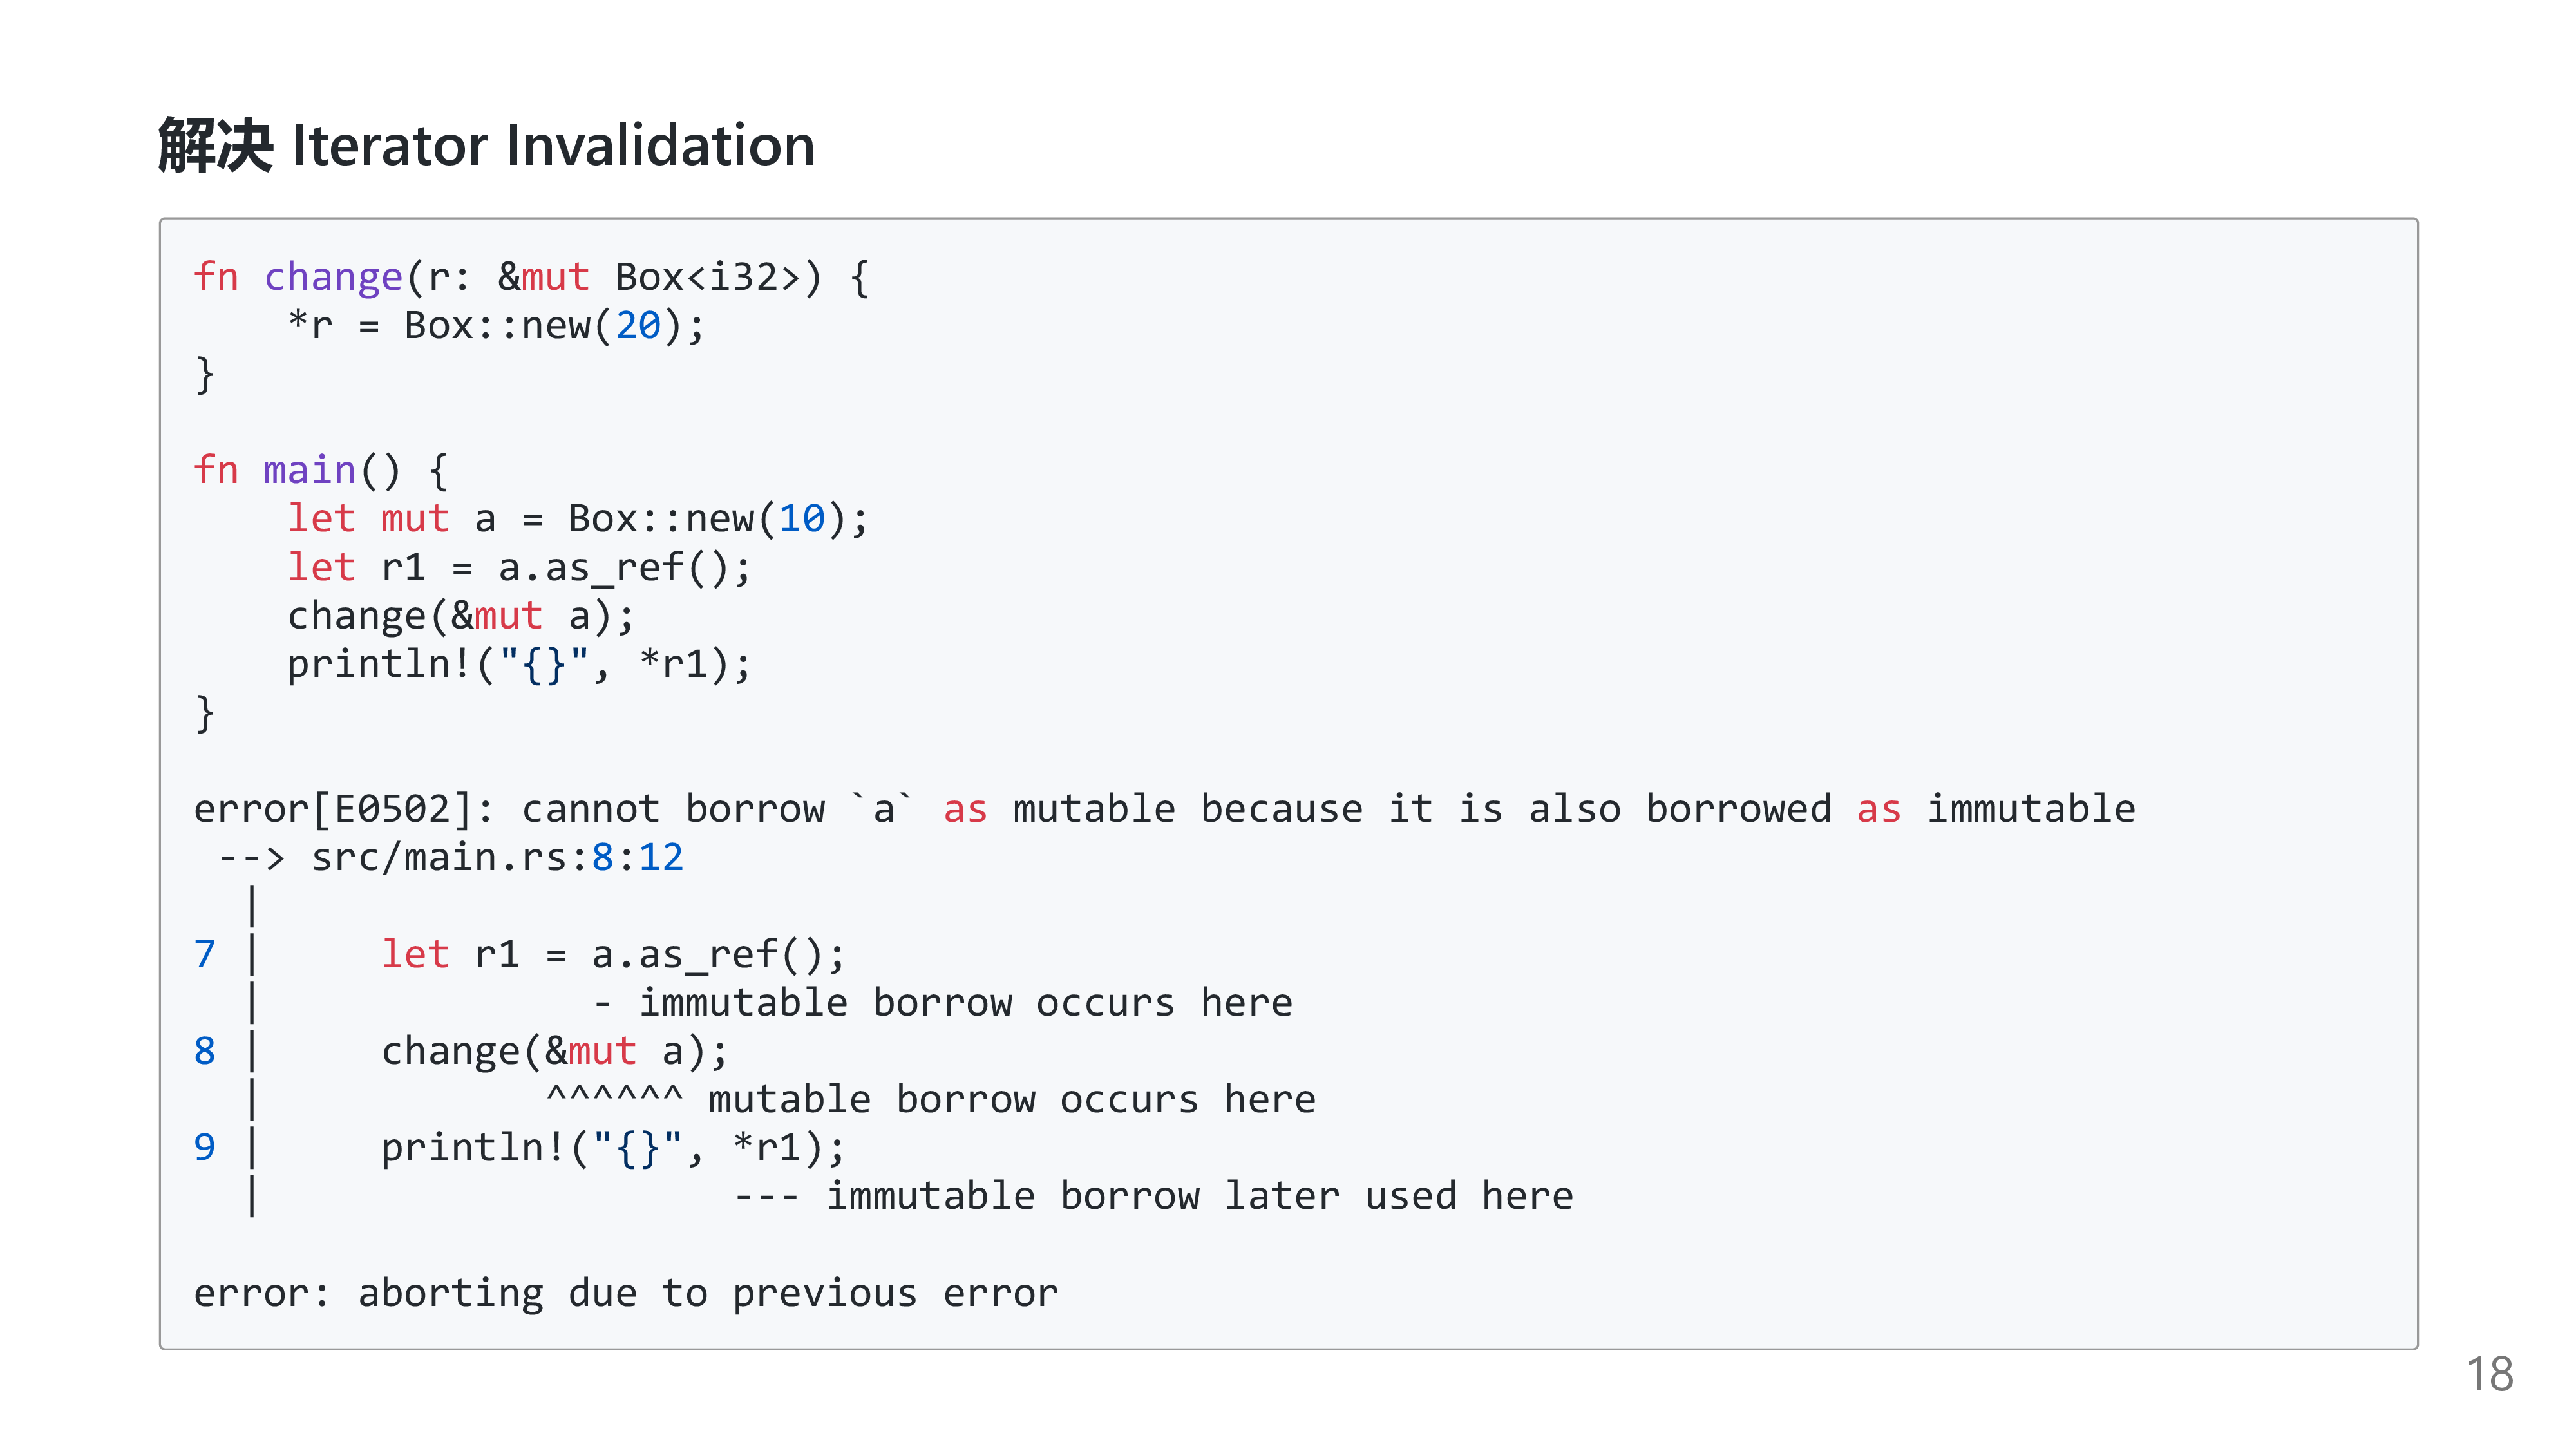 解决 Iterator Invalidation
fn change(r: &mut Box<i32>) {
    *r = Box::new(20);
}

fn main() {
    let mut a = Box::new(10);
    let r1 = a.as_ref();
    change(&mut a);
    println!("{}", *r1);
}

error[E0502]: cannot borrow `a` as mutable because it is also borrowed as immutable
 --> src/main.rs:8:12
  |
7 |     let r1 = a.as_ref();
  |              - immutable borrow occurs here
8 |     change(&mut a);
  |            ^^^^^^ mutable borrow occurs here
9 |     println!("{}", *r1);
  |                    --- immutable borrow later used here

error: aborting due to previous error
18